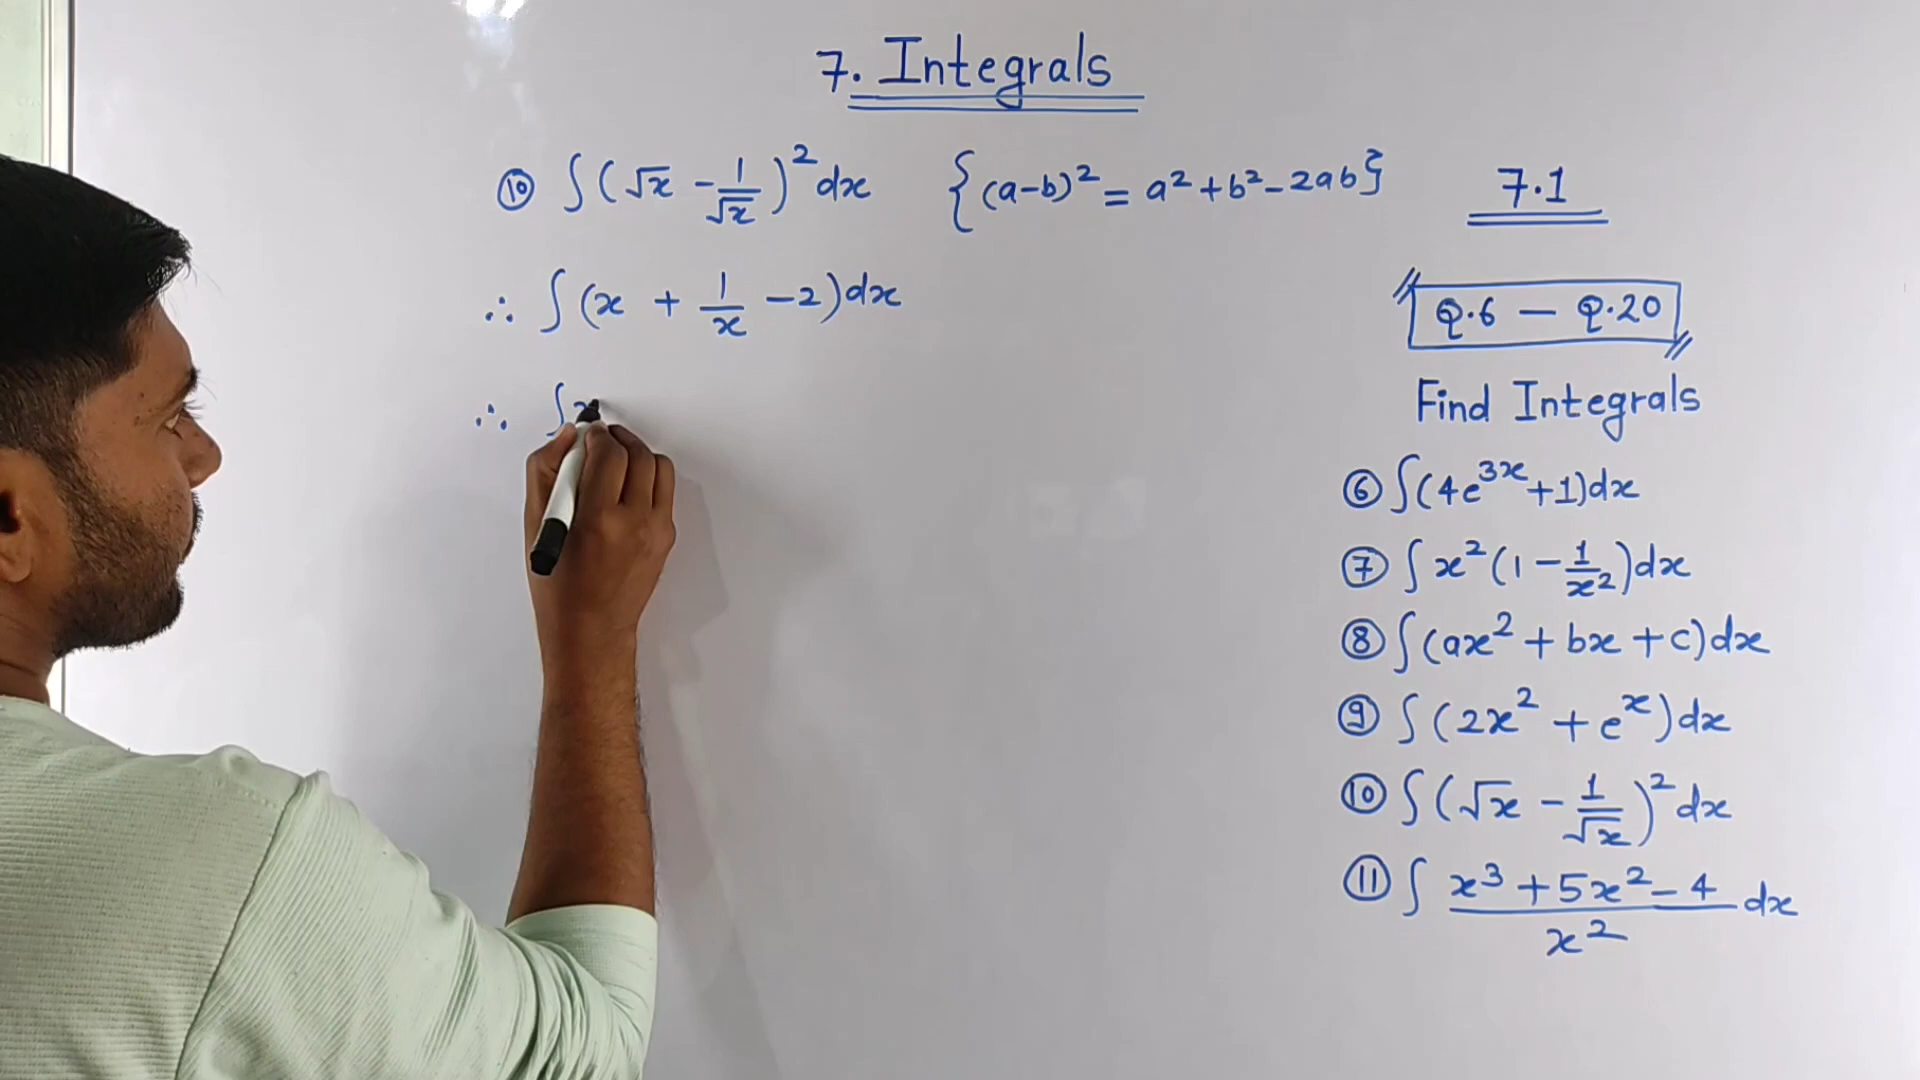 7. Integrals
⑩ ∫(√x - 1/√x)² dx {(a-b)² = a² + b² - 2ab}
7.1
∴ ∫(x + 1/x - 2)dx
Q.6 — Q.20
∴ ∫x
Find Integrals
⑥ ∫(4e³ˣ + 1)dx
⑦ ∫ x²(1 - 1/x²)dx
⑧ ∫(ax² + bx + c)dx
⑨ ∫(2x² + eˣ)dx
⑩ ∫(√x - 1/√x)² dx
⑪ ∫ (x³ + 5x² - 4)/x² dx